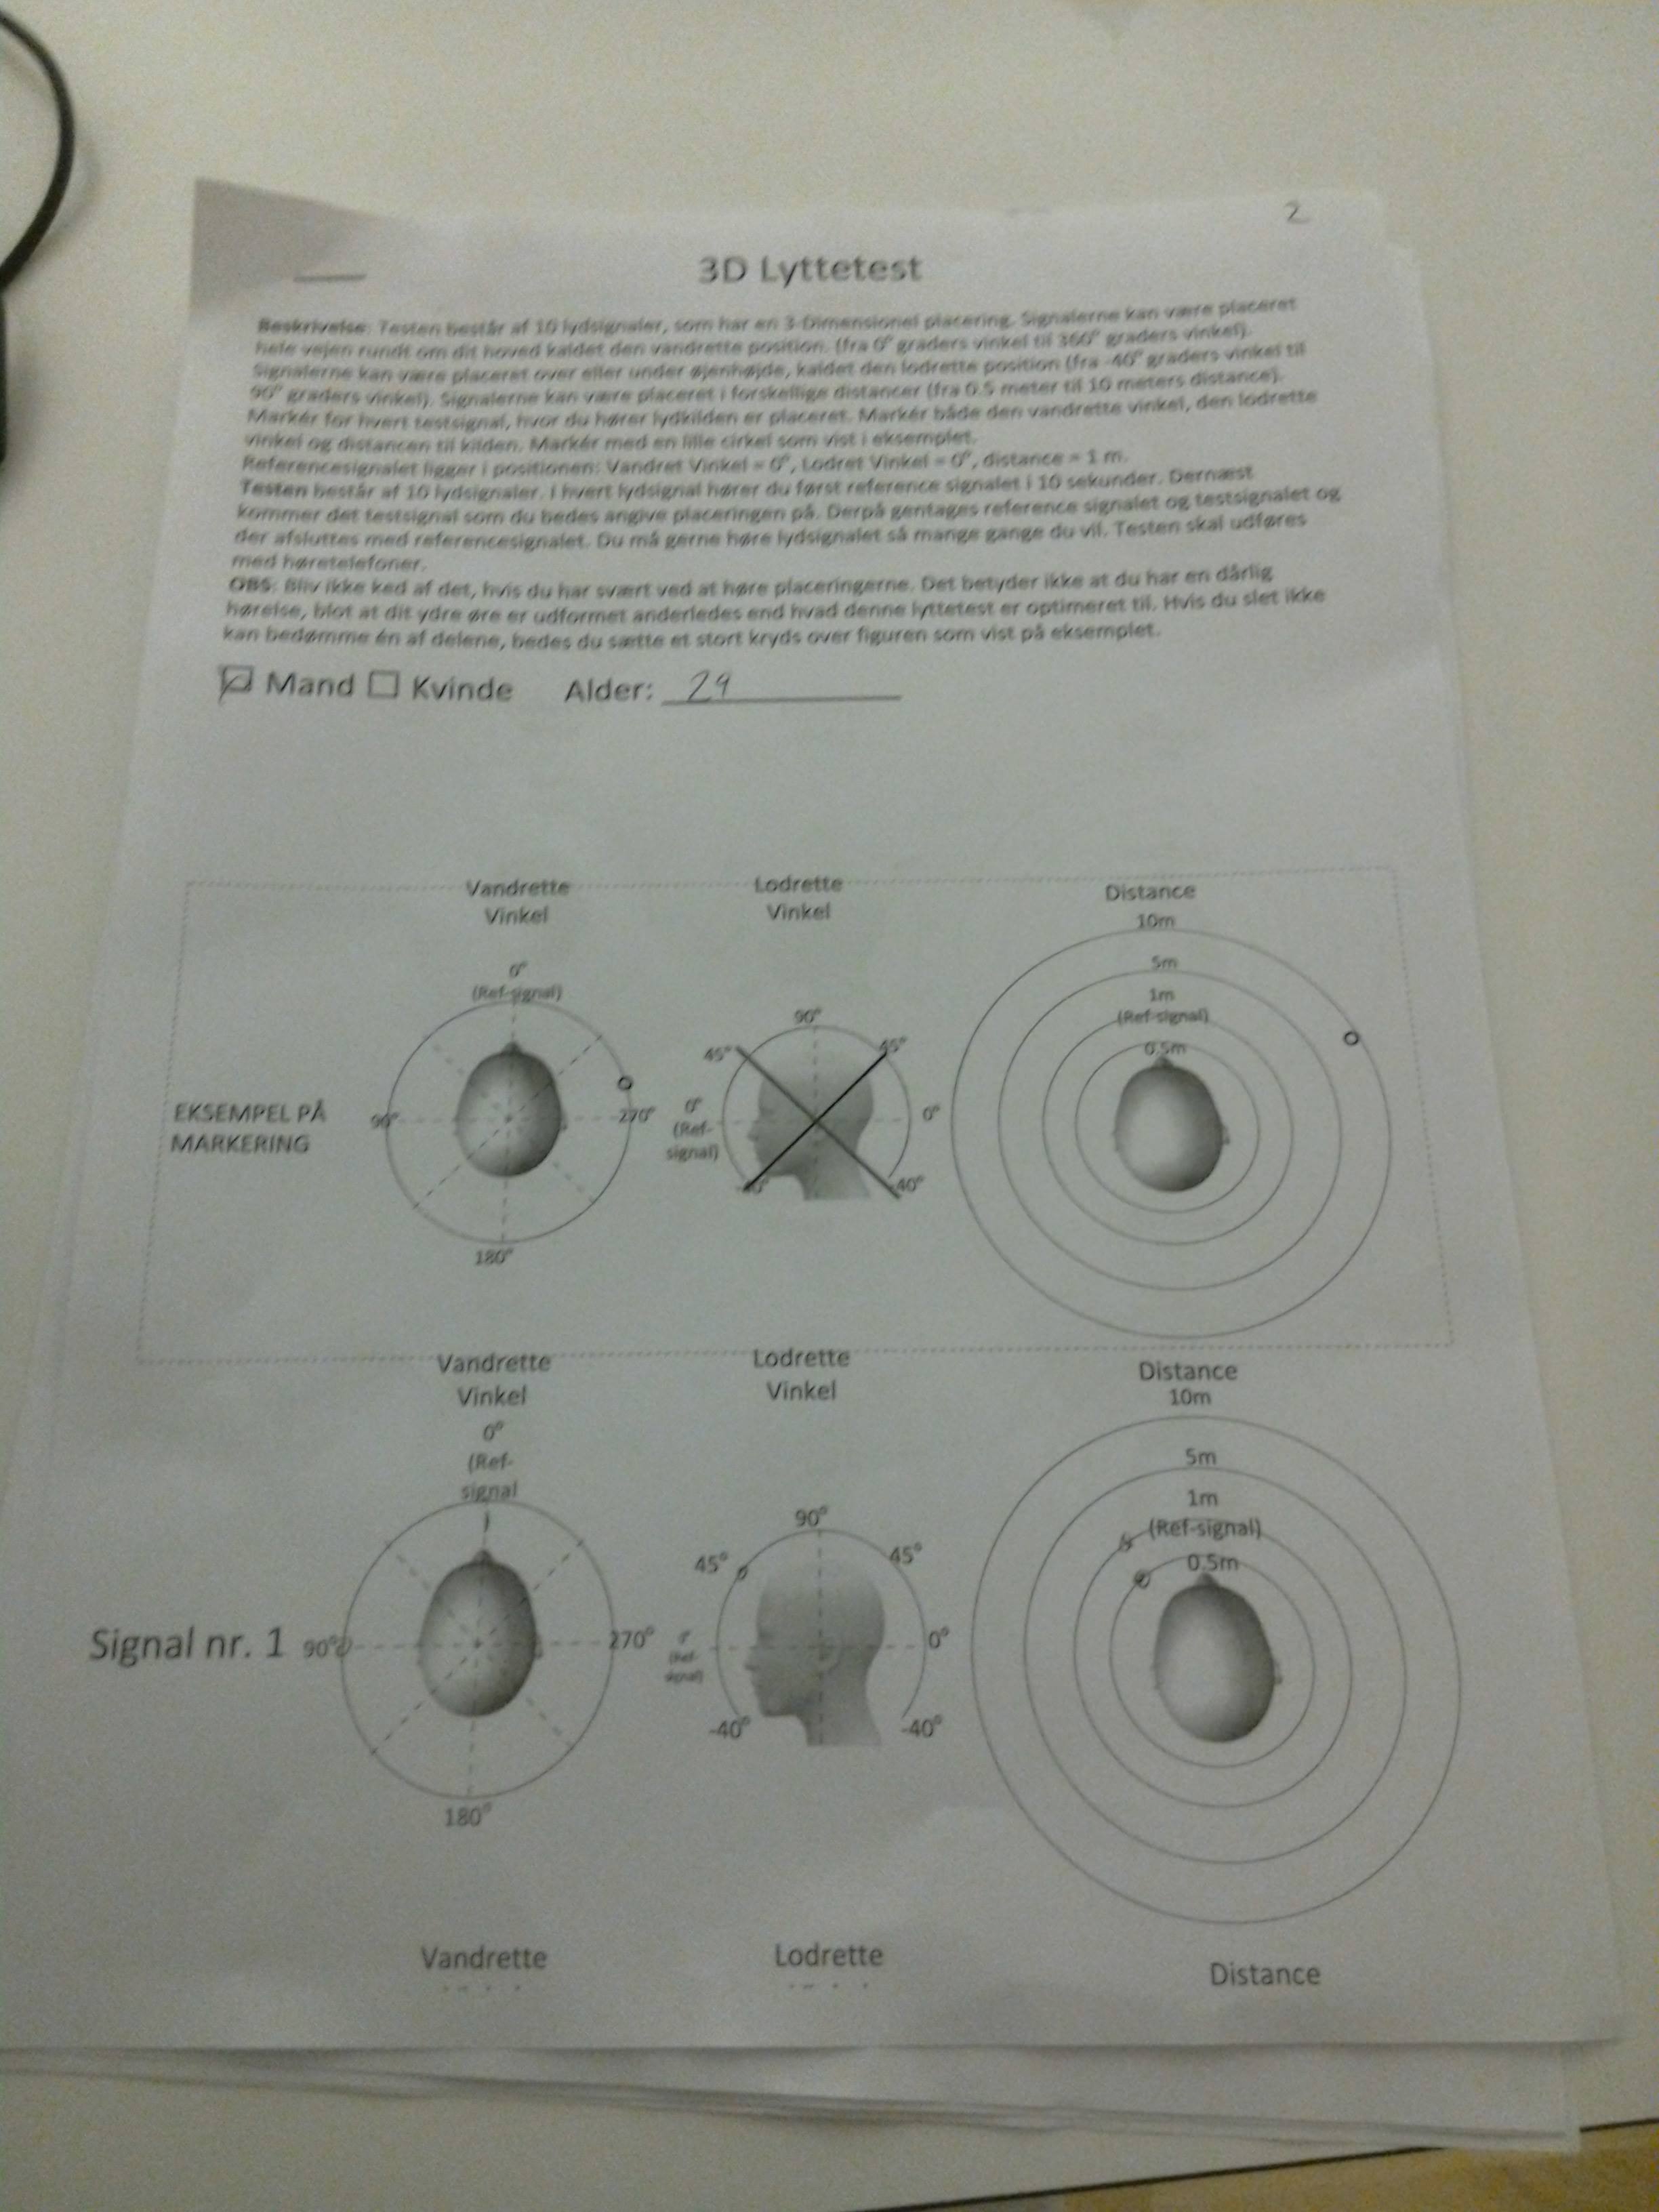 2
3D Lyttetest
Beskrivelse: Testen består af 10 lydsignaler, som har en 3-Dimensionel placering. Signalerne kan være placeret
hele vejen rundt om dit hoved kaldet den vandrette position. (fra 0° graders vinkel til 360° graders vinkel).
Signalerne kan være placeret over eller under øjenhøjde, kaldet den lodrette position (fra -40° graders vinkel til
90° graders vinkel). Signalerne kan være placeret i forskellige distancer (fra 0.5 meter til 10 meters distance).
Markér for hvert testsignal, hvor du hører lydkilden er placeret. Markér både den vandrette vinkel, den lodrette
vinkel og distancen til kilden. Markér med en lille cirkel som vist i eksemplet.
Referencesignalet ligger i positionen: Vandret Vinkel = 0°, Lodret Vinkel = 0°, distance = 1 m.
Testen består af 10 lydsignaler. I hvert lydsignal hører du først reference signalet i 10 sekunder. Dernæst
kommer det testsignal som du bedes angive placeringen på. Derpå gentages reference signalet og testsignalet og
der afsluttes med referencesignalet. Du må gerne høre lydsignalet så mange gange du vil. Testen skal udføres
med høretelefoner.
OBS: Bliv ikke ked af det, hvis du har svært ved at høre placeringerne. Det betyder ikke at du har en dårlig
hørelse, blot at dit ydre øre er udformet anderledes end hvad denne lyttetest er optimeret til. Hvis du slet ikke
kan bedømme én af delene, bedes du sætte et stort kryds over figuren som vist på eksemplet.
Mand Kvinde Alder: 29
Vandrette Lodrette Distance
Vinkel Vinkel 10m
0° 5m
(Ref-signal) 1m
90° (Ref-signal)
45° 45° 0.5m
EKSEMPEL PÅ
MARKERING
90° 270° 0° 0°
(Ref-
signal)
-40° -40°
180°
Vandrette Lodrette Distance
Vinkel Vinkel 10m
0°
(Ref- 5m
signal 1m
90° (Ref-signal)
45° 45° 0.5m
Signal nr. 1 90° 270° 0° 0°
(Ref-
signal)
-40° -40°
180°
Vandrette Lodrette Distance